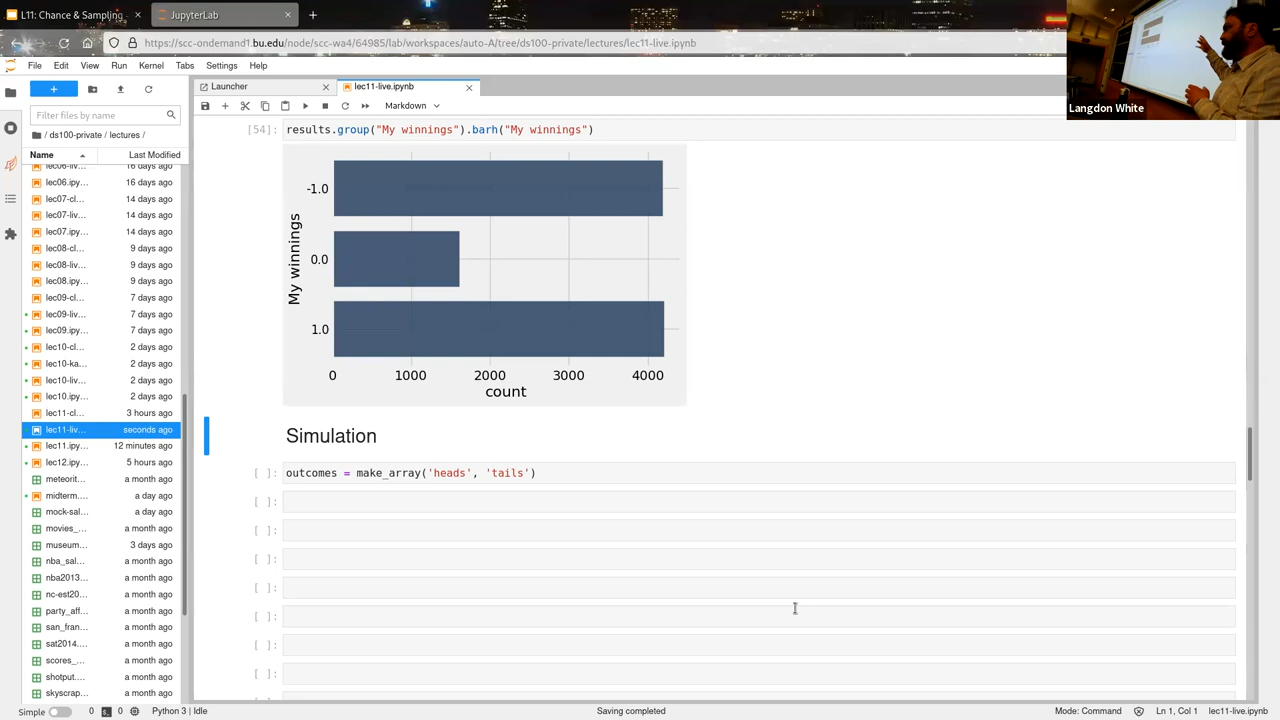 L11: Chance & Sampling
JupyterLab
https://scc-ondemand1.bu.edu/node/scc-wa4/64985/lab/workspaces/auto-A/tree/ds100-private/lectures/lec11-live.ipynb
File Edit View Run Kernel Tabs Settings Help
Langdon White
Launcher
lec11-live.ipynb
Markdown
Filter files by name
/ ds100-private / lectures /
Name Last Modified
lec06-liv... 16 days ago
lec06.ipy... 16 days ago
lec07-cl... 14 days ago
lec07-liv... 14 days ago
lec07.ipy... 14 days ago
lec08-cl... 9 days ago
lec08-liv... 9 days ago
lec08.ipy... 9 days ago
lec09-cl... 7 days ago
lec09-liv... 7 days ago
lec09.ipy... 7 days ago
lec10-cl... 2 days ago
lec10-ka... 2 days ago
lec10-liv... 2 days ago
lec10.ipy... 2 days ago
lec11-cl... 3 hours ago
lec11-liv... seconds ago
lec11.ipy... 12 minutes ago
lec12.ipy... 5 hours ago
meteorit... a month ago
midterm.... a day ago
mock-sal... a day ago
movies_... a month ago
museum... 3 days ago
nba_sal... a month ago
nba2013... a month ago
nc-est20... a month ago
party_aff... a month ago
san_fran... a month ago
sat2014.... a month ago
scores_... a month ago
shotput.... a month ago
skyscrap... a month ago
[54]: results.group("My winnings").barh("My winnings")
My winnings
-1.0
0.0
1.0
0 1000 2000 3000 4000
count
Simulation
[ ]: outcomes = make_array('heads', 'tails')
[ ]:
[ ]:
[ ]:
[ ]:
[ ]:
[ ]:
[ ]:
Simple 0 $_ 0 Python 3 | Idle Saving completed Mode: Command Ln 1, Col 1 lec11-live.ipynb